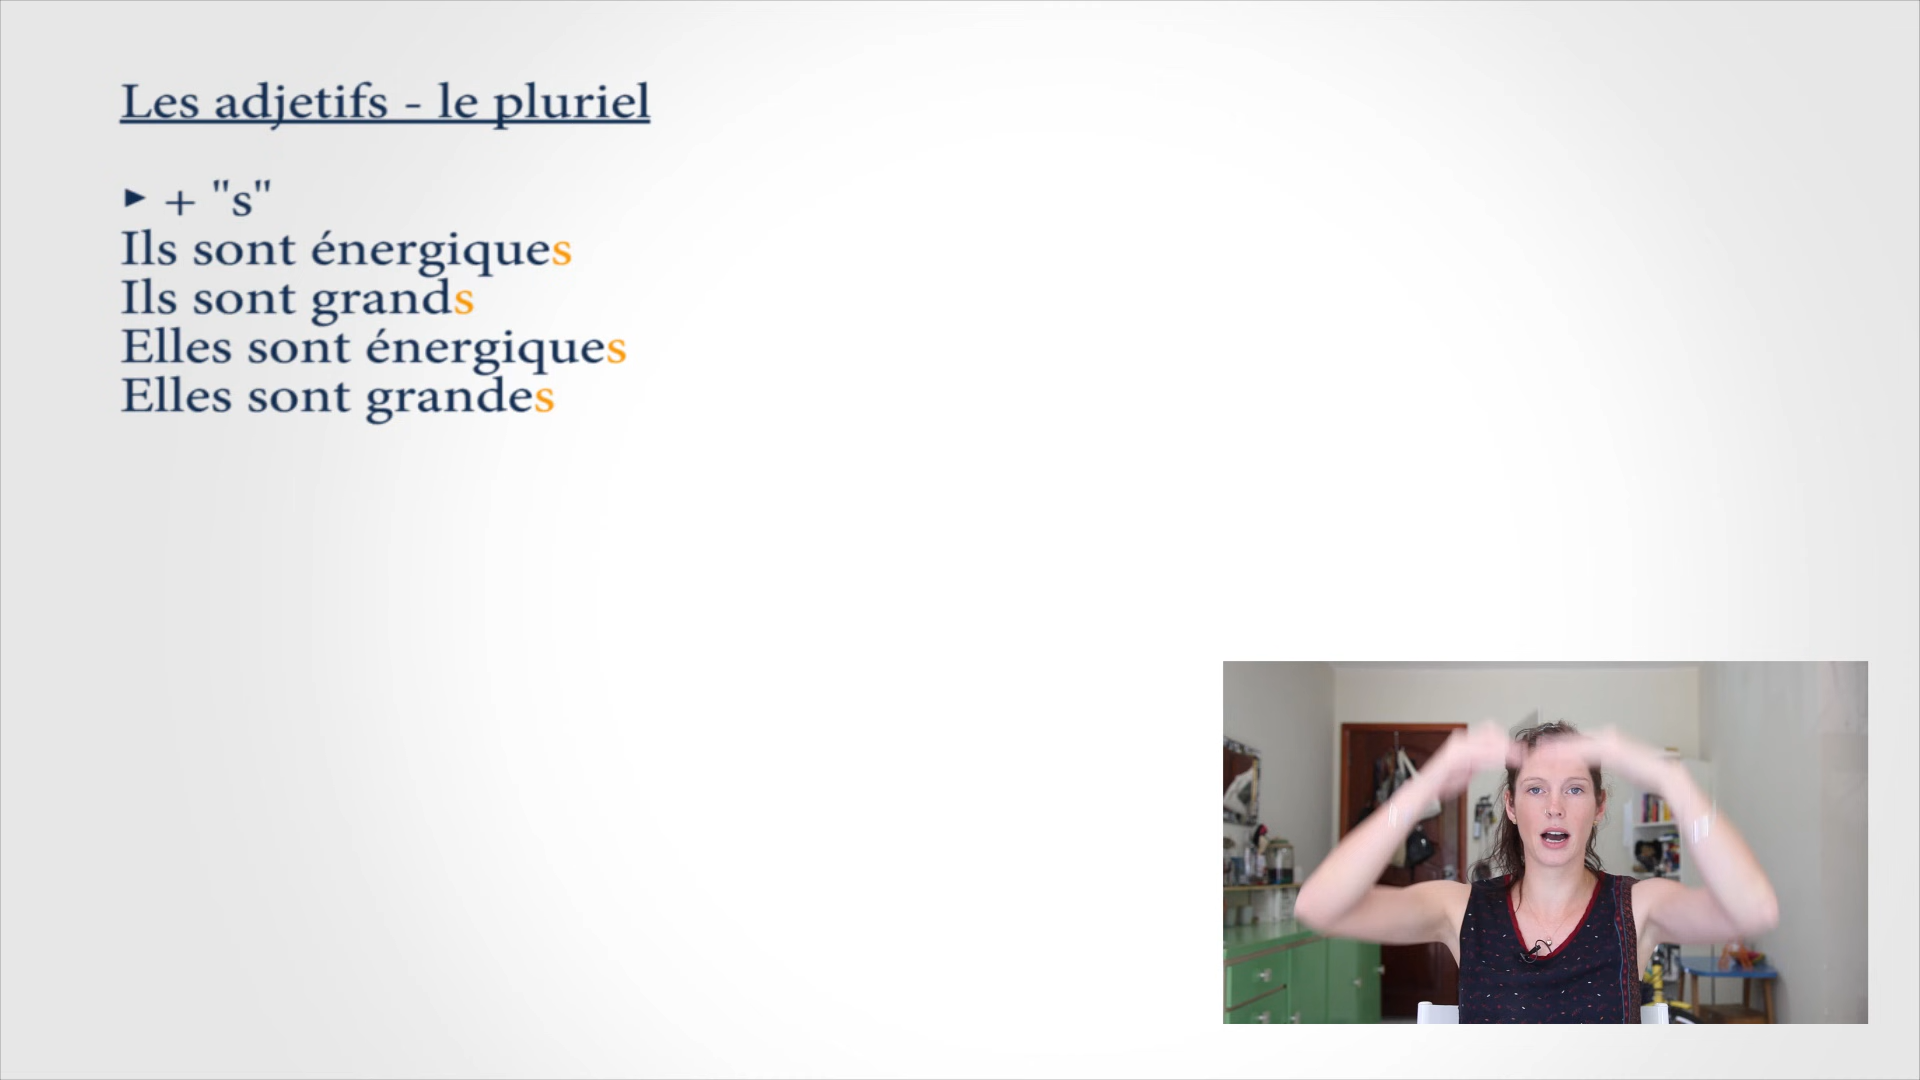 Les adjetifs - le pluriel
► + "s"
Ils sont énergiques
Ils sont grands
Elles sont énergiques
Elles sont grandes